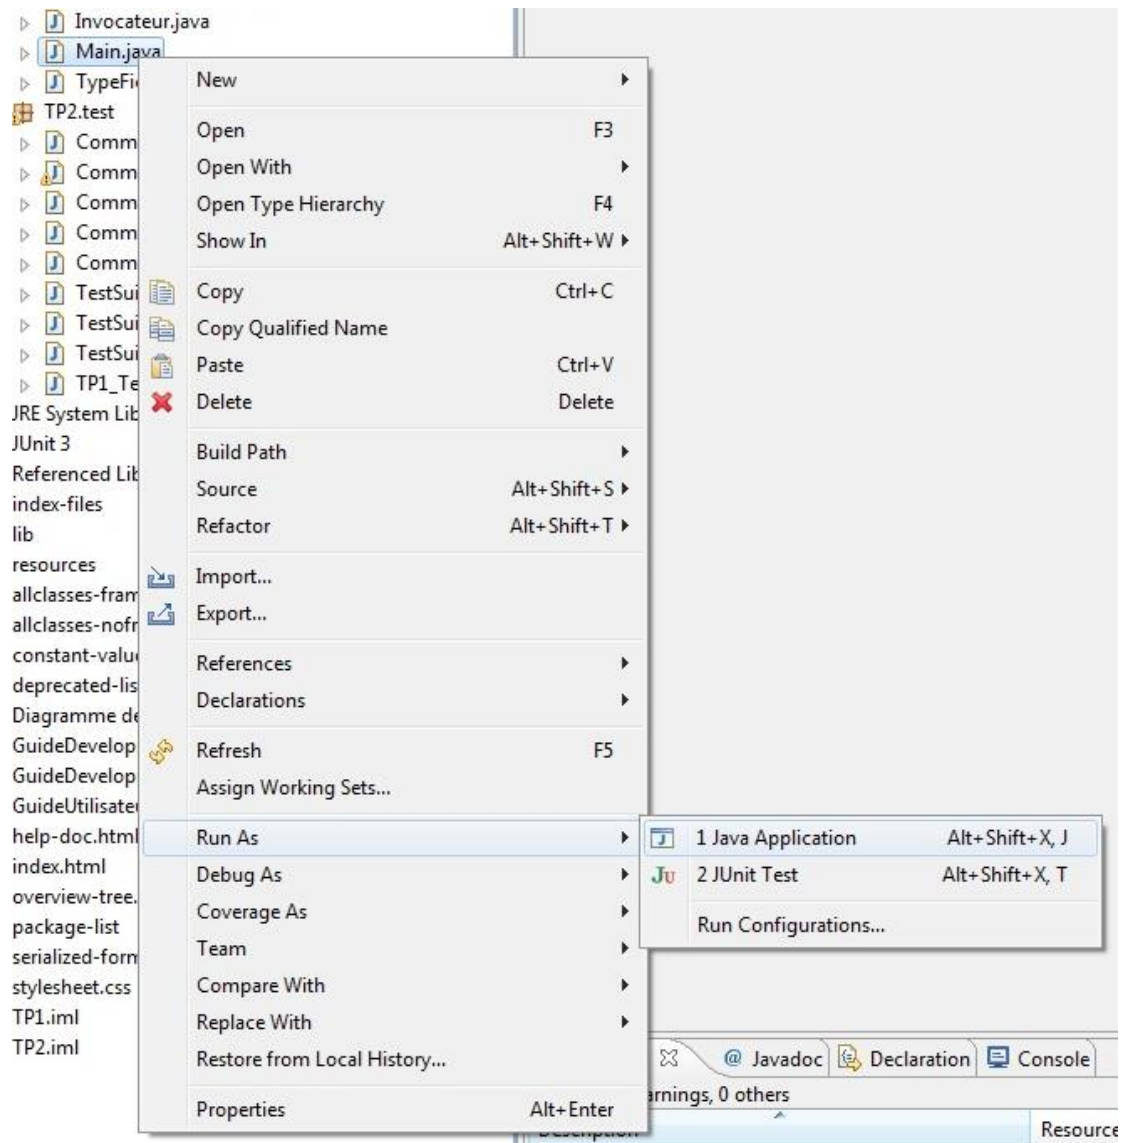 Invocateur.java
Main.java
TypeFi
TP2.test
Comm
Comm
Comm
Comm
Comm
TestSui
TestSui
TestSui
TP1_Te
JRE System Lib
JUnit 3
Referenced Lib
index-files
lib
resources
allclasses-fram
allclasses-nofr
constant-valu
deprecated-lis
Diagramme de
GuideDevelop
GuideDevelop
GuideUtilisate
help-doc.html
index.html
overview-tree.
package-list
serialized-form
stylesheet.css
TP1.iml
TP2.iml
New
Open F3
Open With
Open Type Hierarchy F4
Show In Alt+Shift+W
Copy Ctrl+C
Copy Qualified Name
Paste Ctrl+V
Delete Delete
Build Path
Source Alt+Shift+S
Refactor Alt+Shift+T
Import...
Export...
References
Declarations
Refresh F5
Assign Working Sets...
Run As
Debug As
Coverage As
Team
Compare With
Replace With
Restore from Local History...
Properties Alt+Enter
1 Java Application Alt+Shift+X, J
2 JUnit Test Alt+Shift+X, T
Run Configurations...
@ Javadoc Declaration Console
arnings, 0 others
Description Resource